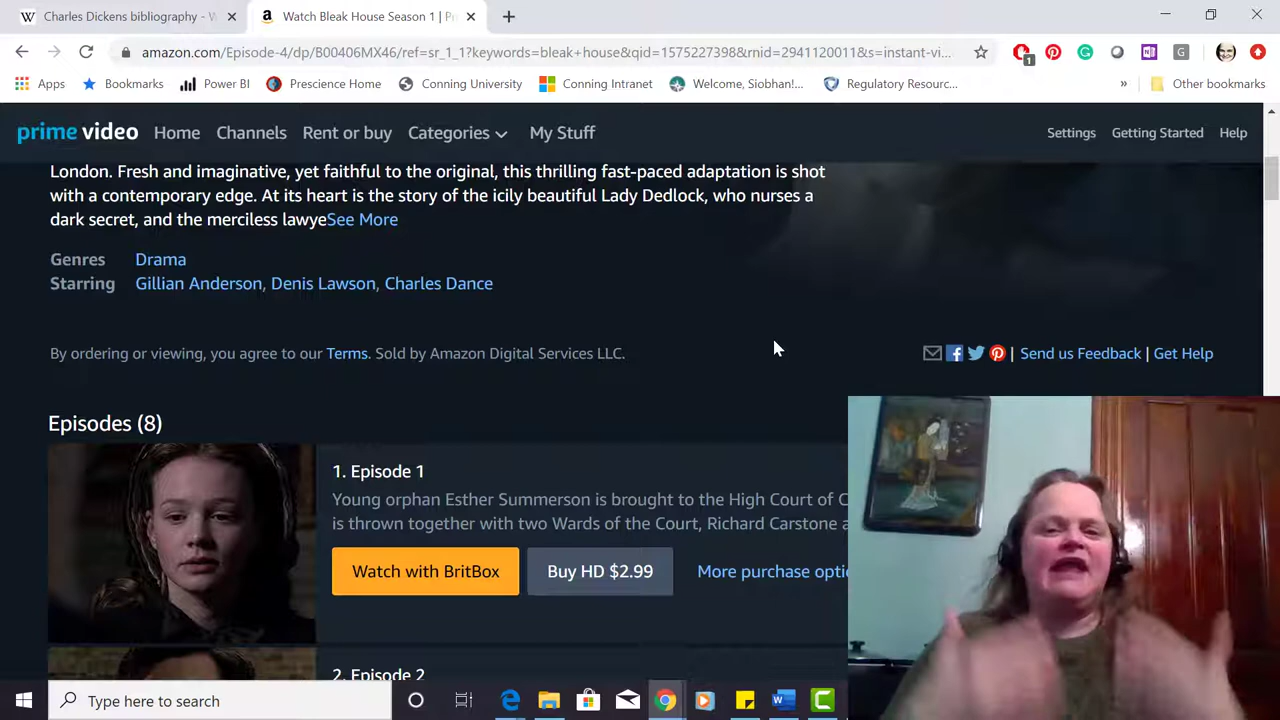 Charles Dickens bibliography - W
Watch Bleak House Season 1 | Pr
amazon.com/Episode-4/dp/B00406MX46/ref=sr_1_1?keywords=bleak+house&qid=1575227398&rnid=2941120011&s=instant-vi...
Apps Bookmarks Power BI Prescience Home Conning University Conning Intranet Welcome, Siobhan!... Regulatory Resourc... » Other bookmarks
prime video Home Channels Rent or buy Categories My Stuff Settings Getting Started Help
London. Fresh and imaginative, yet faithful to the original, this thrilling fast-paced adaptation is shot
with a contemporary edge. At its heart is the story of the icily beautiful Lady Dedlock, who nurses a
dark secret, and the merciless lawyeSee More
Genres Drama
Starring Gillian Anderson, Denis Lawson, Charles Dance
By ordering or viewing, you agree to our Terms. Sold by Amazon Digital Services LLC. | Send us Feedback | Get Help
Episodes (8)
1. Episode 1
Young orphan Esther Summerson is brought to the High Court of C
is thrown together with two Wards of the Court, Richard Carstone a
Watch with BritBox Buy HD $2.99 More purchase optio
2. Episode 2
Type here to search